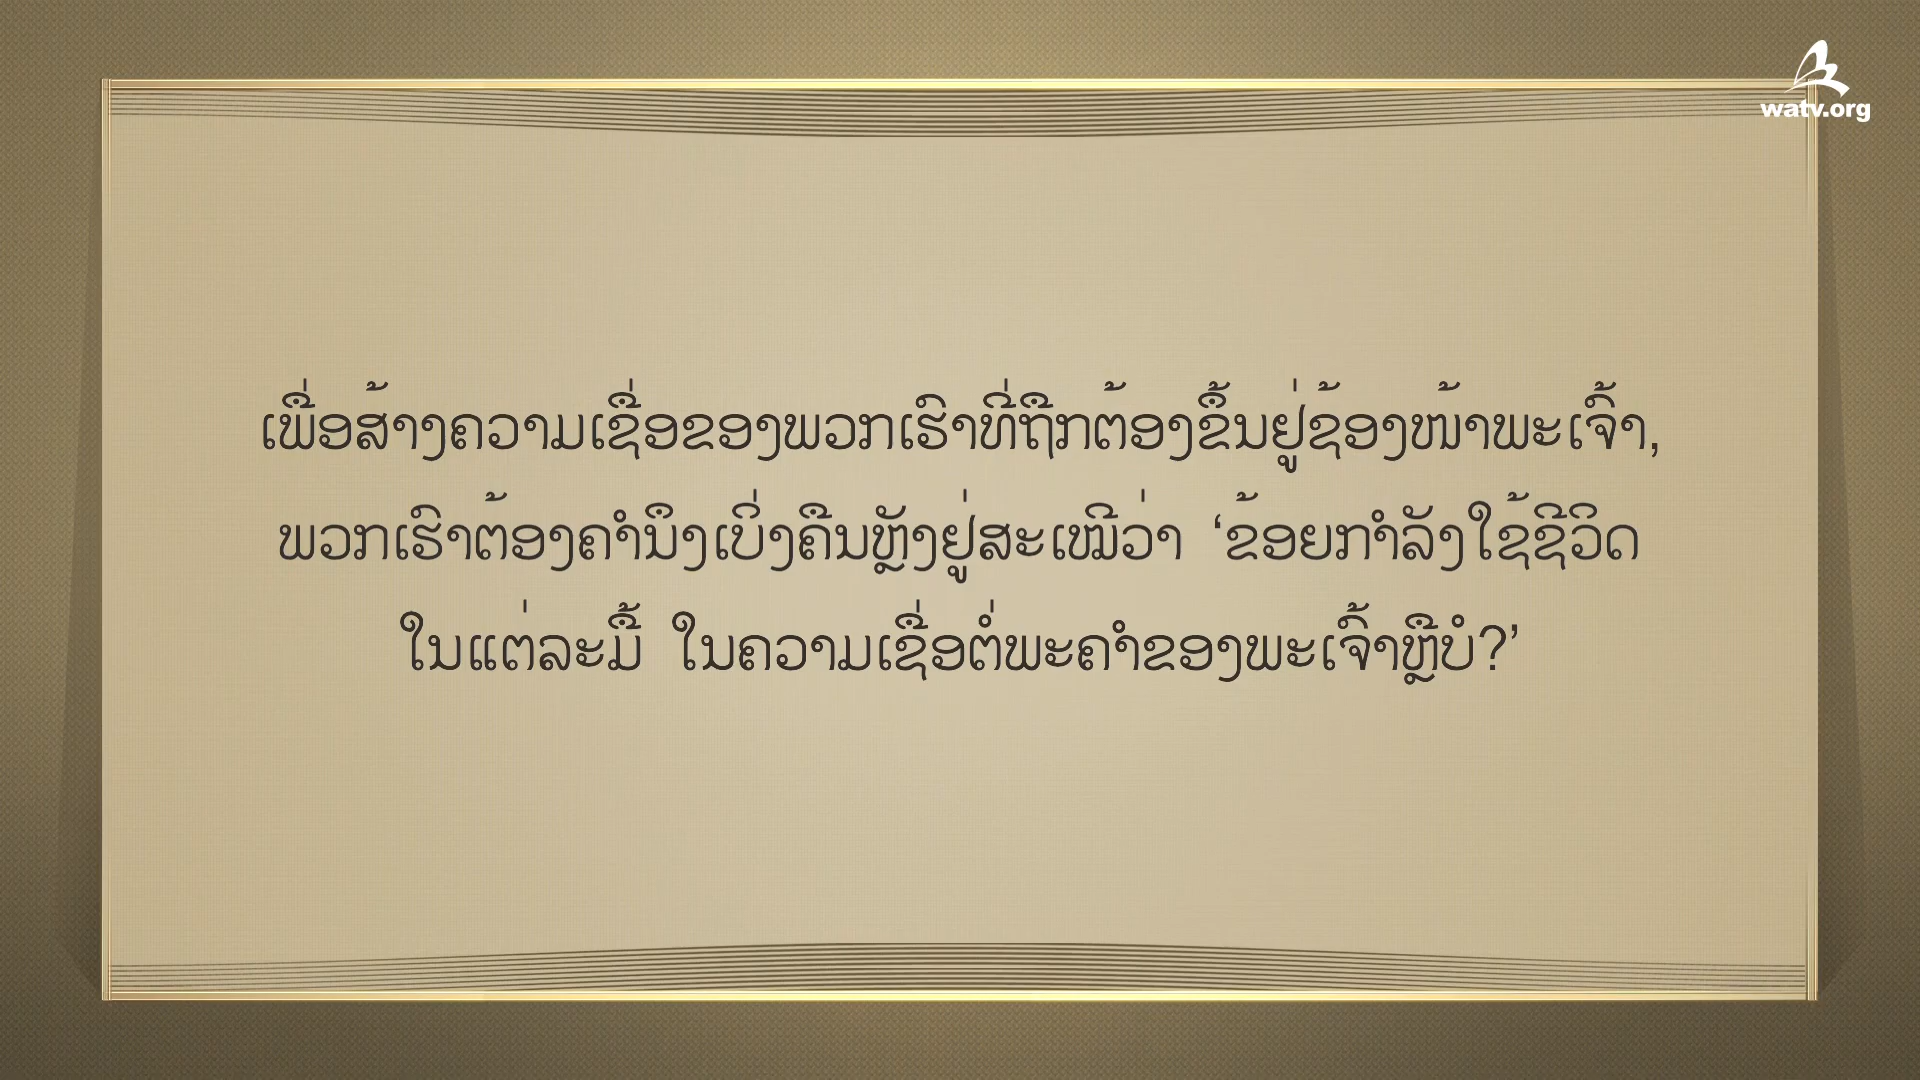 watv.org
ເພື່ອສ້າງຄວາມເຊື່ອຂອງພວກເຮົາທີ່ຖືກຕ້ອງຂຶ້ນຢູ່ຊ້ອງໜ້າພະເຈົ້າ,
ພວກເຮົາຕ້ອງຄຳນຶງເບິ່ງຄືນຫຼັງຢູ່ສະເໝີວ່າ ‘ຂ້ອຍກຳລັງໃຊ້ຊີວິດ
ໃນແຕ່ລະມື້ ໃນຄວາມເຊື່ອຕໍ່ພະຄຳຂອງພະເຈົ້າຫຼືບໍ?’